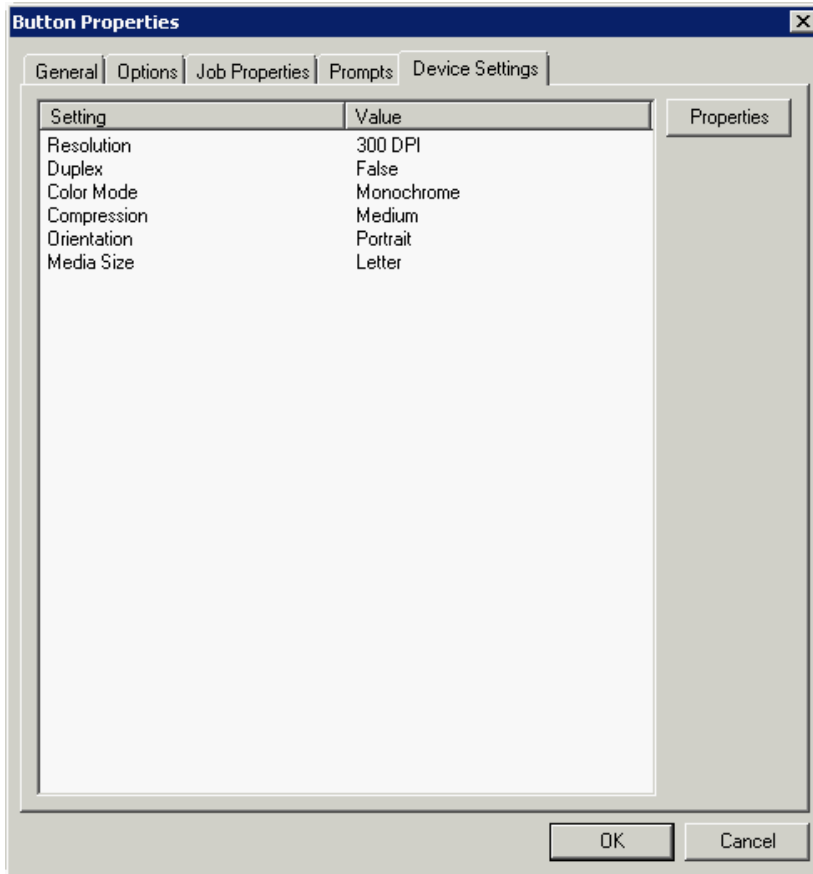 Button Properties
General Options Job Properties Prompts Device Settings
Setting Value Properties
Resolution 300 DPI
Duplex False
Color Mode Monochrome
Compression Medium
Orientation Portrait
Media Size Letter
OK Cancel